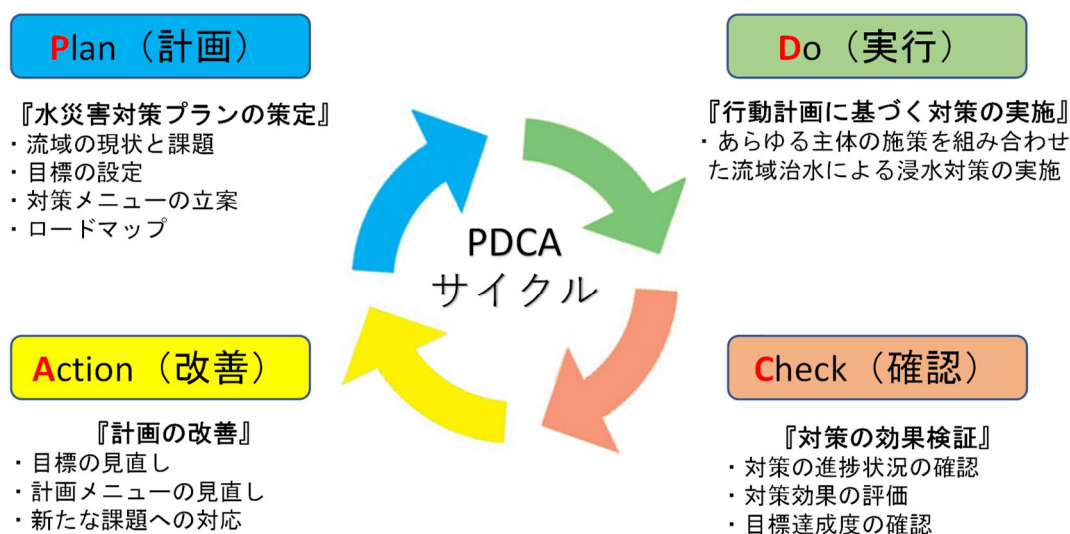 Plan（計画）
『水災害対策プランの策定』
・流域の現状と課題
・目標の設定
・対策メニューの立案
・ロードマップ
Do（実行）
『行動計画に基づく対策の実施』
・あらゆる主体の施策を組み合わせ
た流域治水による浸水対策の実施
PDCA
サイクル
Action（改善）
『計画の改善』
・目標の見直し
・計画メニューの見直し
・新たな課題への対応
Check（確認）
『対策の効果検証』
・対策の進捗状況の確認
・対策効果の評価
・目標達成度の確認